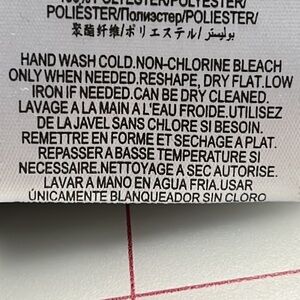 100% POLYESTER/POLYESTER/
POLIÉSTER/Полиэстер/POLIESTER/
聚酯纤维/ポリエステル/بوليستر
HAND WASH COLD.NON-CHLORINE BLEACH
ONLY WHEN NEEDED.RESHAPE, DRY FLAT.LOW
IRON IF NEEDED.CAN BE DRY CLEANED.
LAVAGE A LA MAIN A L'EAU FROIDE.UTILISEZ
DE LA JAVEL SANS CHLORE SI BESOIN.
REMETTRE EN FORME ET SECHAGE A PLAT.
REPASSER A BASSE TEMPERATURE SI
NECESSAIRE.NETTOYAGE A SEC AUTORISE.
LAVAR A MANO EN AGUA FRIA.USAR
ÚNICAMENTE BLANQUEADOR SIN CLORO